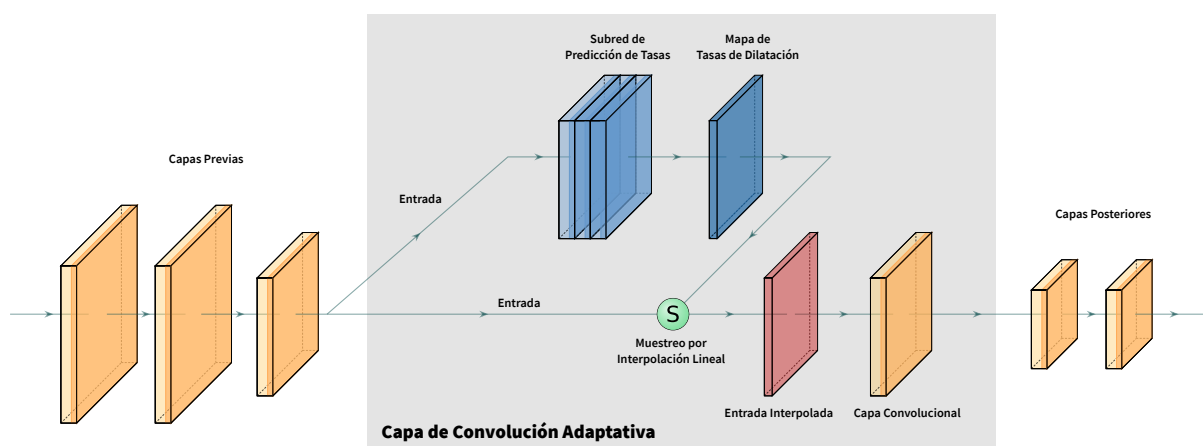 Subred de
Predicción de Tasas
Mapa de
Tasas de Dilatación
Capas Previas
Entrada
Capas Posteriores
Entrada
S
Muestreo por
Interpolación Lineal
Entrada Interpolada
Capa Convolucional
Capa de Convolución Adaptativa